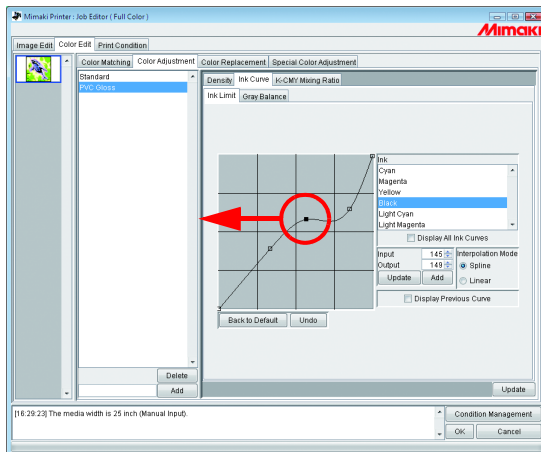 Mimaki Printer : Job Editor ( Full Color )
Mimaki
Image Edit Color Edit Print Condition
Color Matching Color Adjustment Color Replacement Special Color Adjustment
Standard
PVC Gloss
Density Ink Curve K-CMY Mixing Ratio
Ink Limit Gray Balance
Ink
Cyan
Magenta
Yellow
Black
Light Cyan
Light Magenta
Display All Ink Curves
Input 145
Output 149
Update Add
Interpolation Mode
Spline
Linear
Display Previous Curve
Back to Default Undo
Delete
Add
Update
[16:29:23] The media width is 25 inch (Manual Input).
Condition Management
OK Cancel